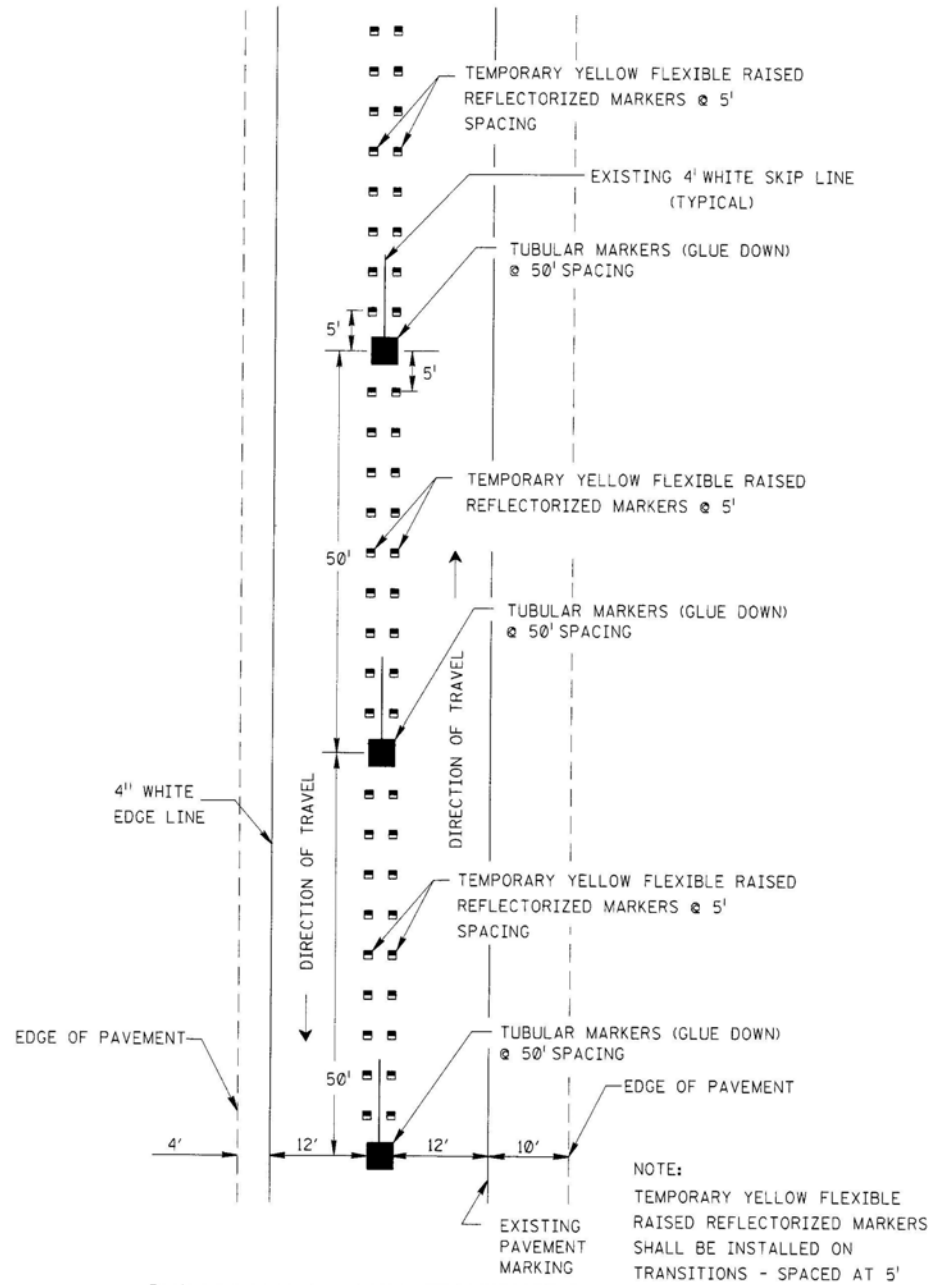 TEMPORARY YELLOW FLEXIBLE RAISED
REFLECTORIZED MARKERS @ 5'
SPACING
EXISTING 4' WHITE SKIP LINE
(TYPICAL)
TUBULAR MARKERS (GLUE DOWN)
@ 50' SPACING
5'
5'
TEMPORARY YELLOW FLEXIBLE RAISED
REFLECTORIZED MARKERS @ 5'
50'
TUBULAR MARKERS (GLUE DOWN)
@ 50' SPACING
DIRECTION OF TRAVEL
4" WHITE
EDGE LINE
DIRECTION OF TRAVEL
TEMPORARY YELLOW FLEXIBLE RAISED
REFLECTORIZED MARKERS @ 5'
SPACING
EDGE OF PAVEMENT
TUBULAR MARKERS (GLUE DOWN)
@ 50' SPACING
50'
EDGE OF PAVEMENT
4'
12'
12'
10'
EXISTING
PAVEMENT
MARKING
NOTE:
TEMPORARY YELLOW FLEXIBLE
RAISED REFLECTORIZED MARKERS
SHALL BE INSTALLED ON
TRANSITIONS - SPACED AT 5'